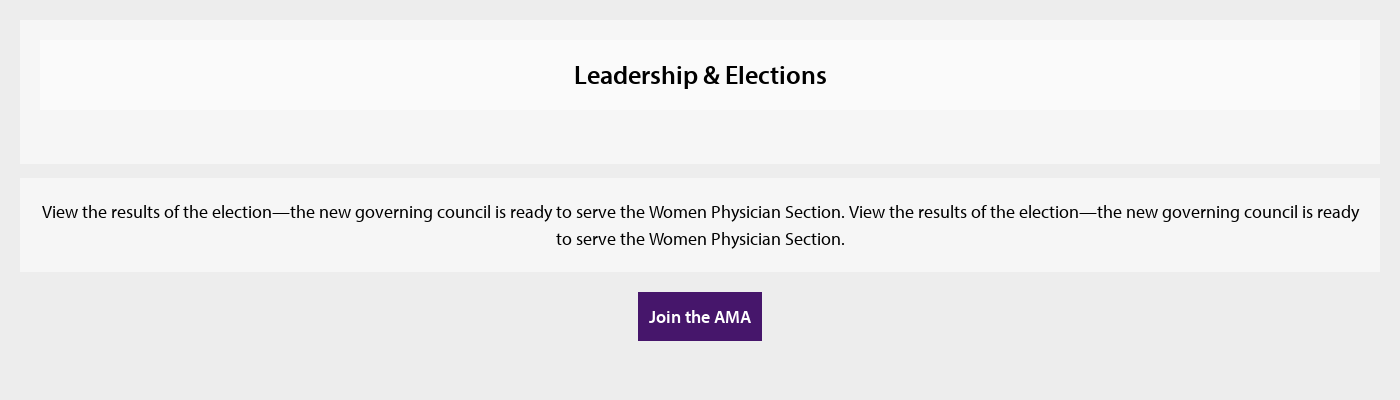 Leadership & Elections
View the results of the election—the new governing council is ready to serve the Women Physician Section. View the results of the election—the new governing council is ready
to serve the Women Physician Section.
Join the AMA